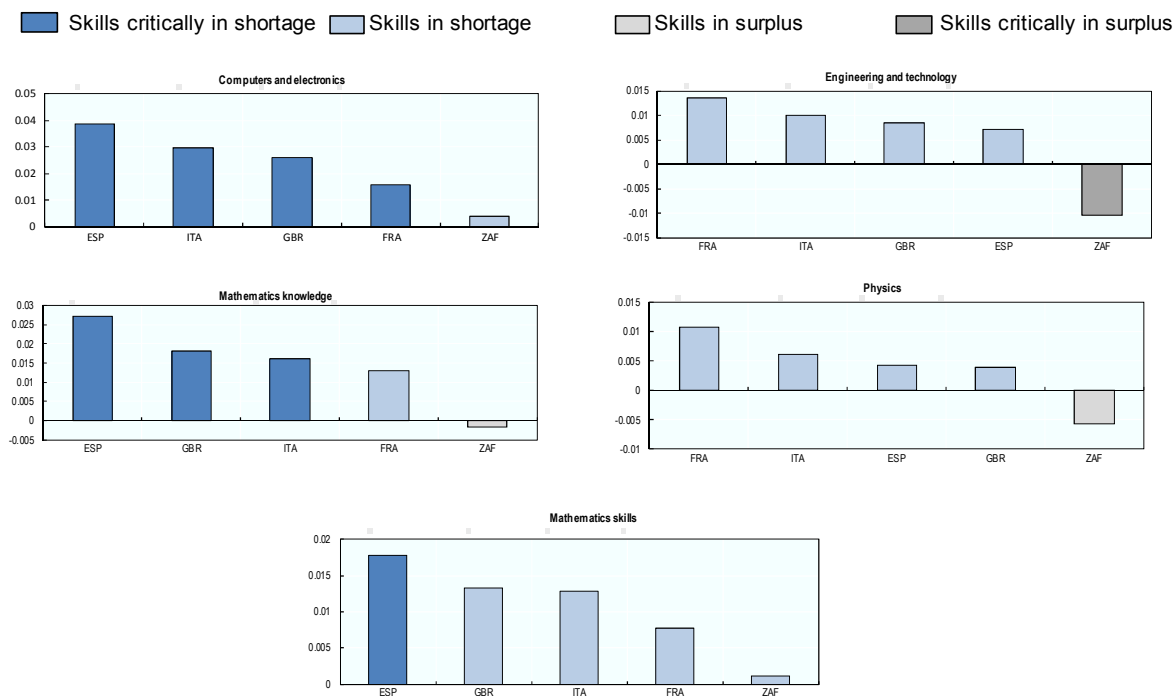 Skills critically in shortage Skills in shortage Skills in surplus Skills critically in surplus
Computers and electronics
0.05
0.04
0.03
0.02
0.01
0
ESP ITA GBR FRA ZAF
Engineering and technology
0.015
0.01
0.005
0
-0.005
-0.01
-0.015
FRA ITA GBR ESP ZAF
Mathematics knowledge
0.03
0.025
0.02
0.015
0.01
0.005
0
-0.005
ESP GBR ITA FRA ZAF
Physics
0.015
0.01
0.005
0
-0.005
-0.01
FRA ITA ESP GBR ZAF
Mathematics skills
0.02
0.015
0.01
0.005
0
ESP GBR ITA FRA ZAF